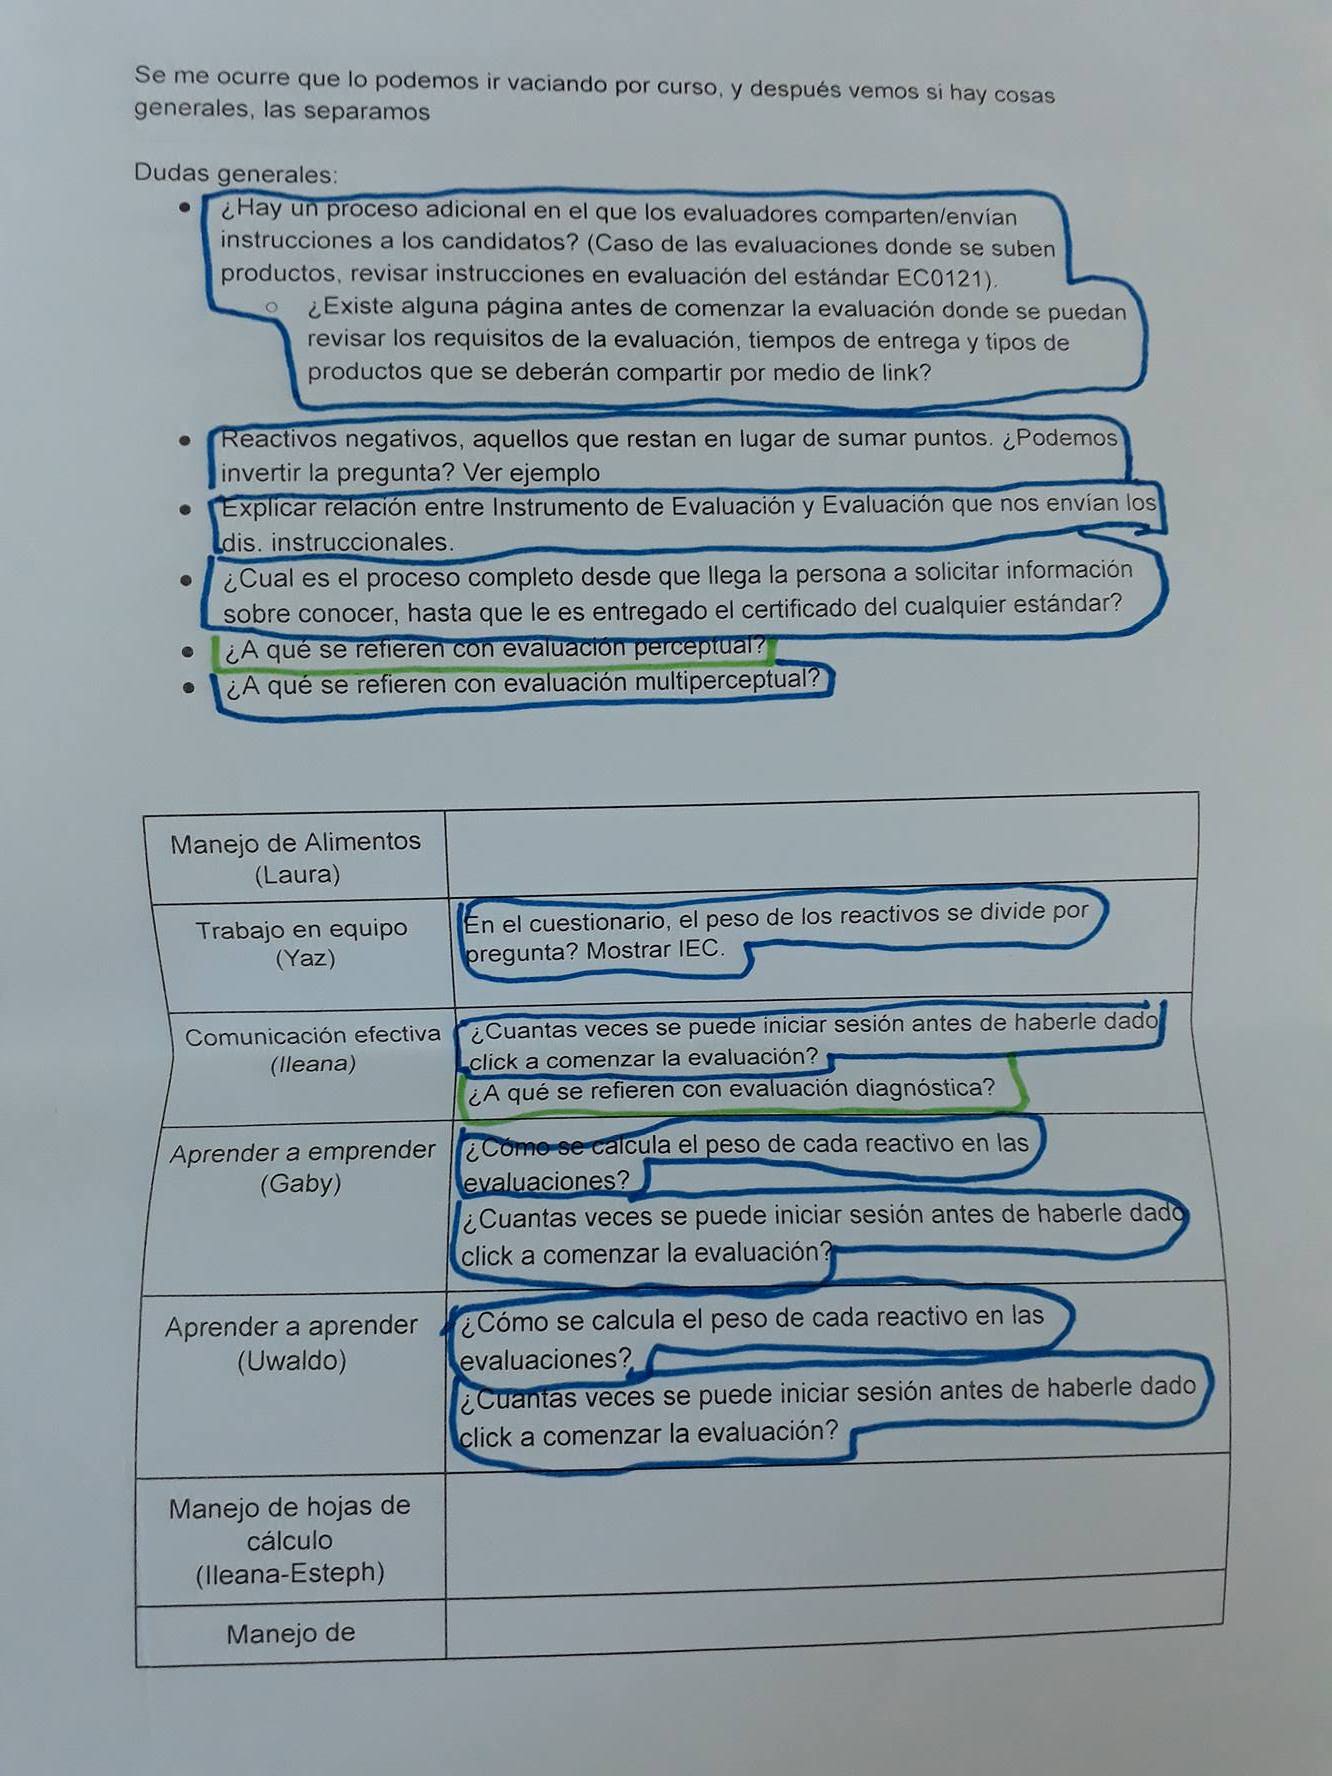 Se me ocurre que lo podemos ir vaciando por curso, y después vemos si hay cosas
generales, las separamos
Dudas generales:
¿Hay un proceso adicional en el que los evaluadores comparten/envían
instrucciones a los candidatos? (Caso de las evaluaciones donde se suben
productos, revisar instrucciones en evaluación del estándar EC0121).
¿Existe alguna página antes de comenzar la evaluación donde se puedan
revisar los requisitos de la evaluación, tiempos de entrega y tipos de
productos que se deberán compartir por medio de link?
Reactivos negativos, aquellos que restan en lugar de sumar puntos. ¿Podemos
invertir la pregunta? Ver ejemplo
Explicar relación entre Instrumento de Evaluación y Evaluación que nos envían los
dis. instruccionales.
¿Cual es el proceso completo desde que llega la persona a solicitar información
sobre conocer, hasta que le es entregado el certificado del cualquier estándar?
¿A qué se refieren con evaluación perceptual?
¿A qué se refieren con evaluación multiperceptual?
Manejo de Alimentos
(Laura)
Trabajo en equipo
(Yaz)
En el cuestionario, el peso de los reactivos se divide por
pregunta? Mostrar IEC.
Comunicación efectiva
(Ileana)
¿Cuantas veces se puede iniciar sesión antes de haberle dado
click a comenzar la evaluación?
¿A qué se refieren con evaluación diagnóstica?
Aprender a emprender
(Gaby)
¿Cómo se calcula el peso de cada reactivo en las
evaluaciones?
¿Cuantas veces se puede iniciar sesión antes de haberle dado
click a comenzar la evaluación?
Aprender a aprender
(Uwaldo)
¿Cómo se calcula el peso de cada reactivo en las
evaluaciones?
¿Cuantas veces se puede iniciar sesión antes de haberle dado
click a comenzar la evaluación?
Manejo de hojas de
cálculo
(Ileana-Esteph)
Manejo de